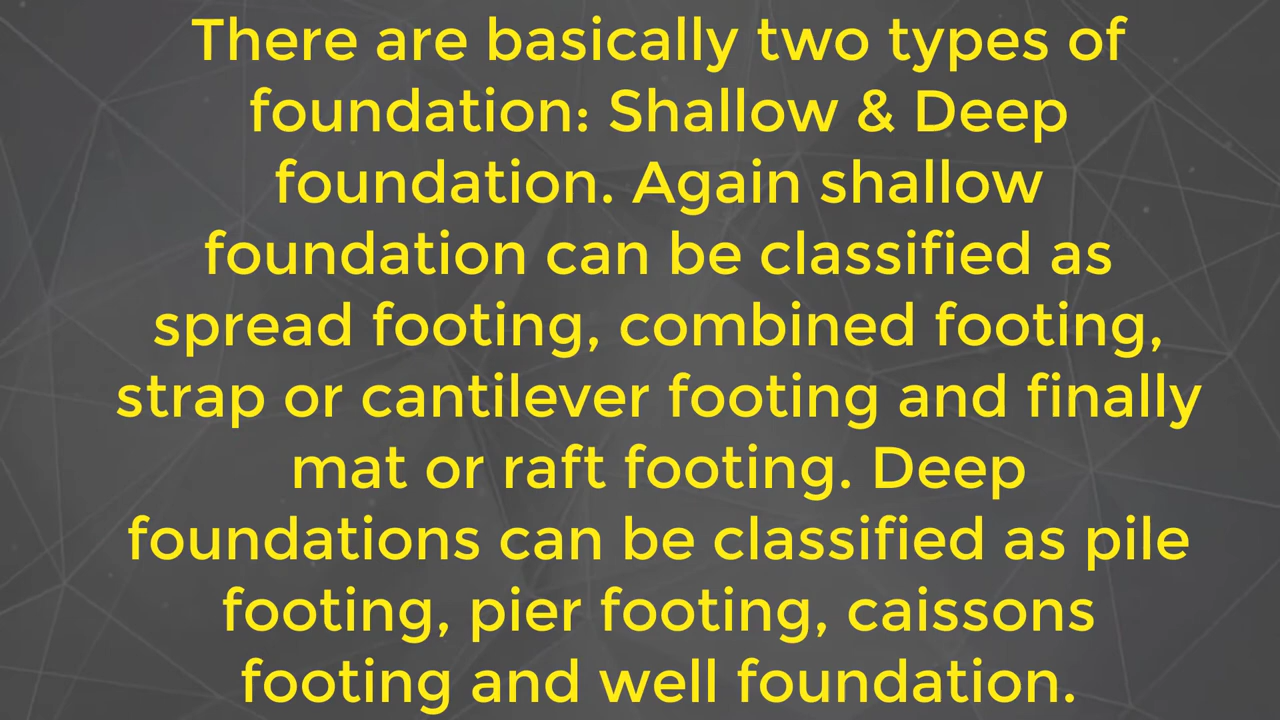 There are basically two types of
foundation: Shallow & Deep
foundation. Again shallow
foundation can be classified as
spread footing, combined footing,
strap or cantilever footing and finally
mat or raft footing. Deep
foundations can be classified as pile
footing, pier footing, caissons
footing and well foundation.